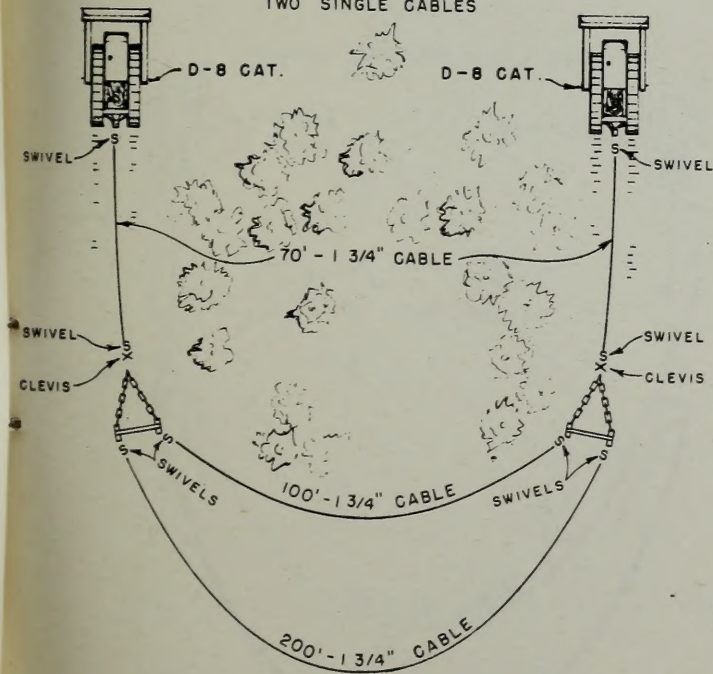 TWO SINGLE CABLES
D-8 CAT.
D-8 CAT.
S
SWIVEL
S
SWIVEL
70'-1 3/4" CABLE
SWIVEL
S
X
CLEVIS
S
SWIVEL
X
CLEVIS
S
S
SWIVELS
S
S
SWIVELS
100'-1 3/4" CABLE
200'-1 3/4" CABLE